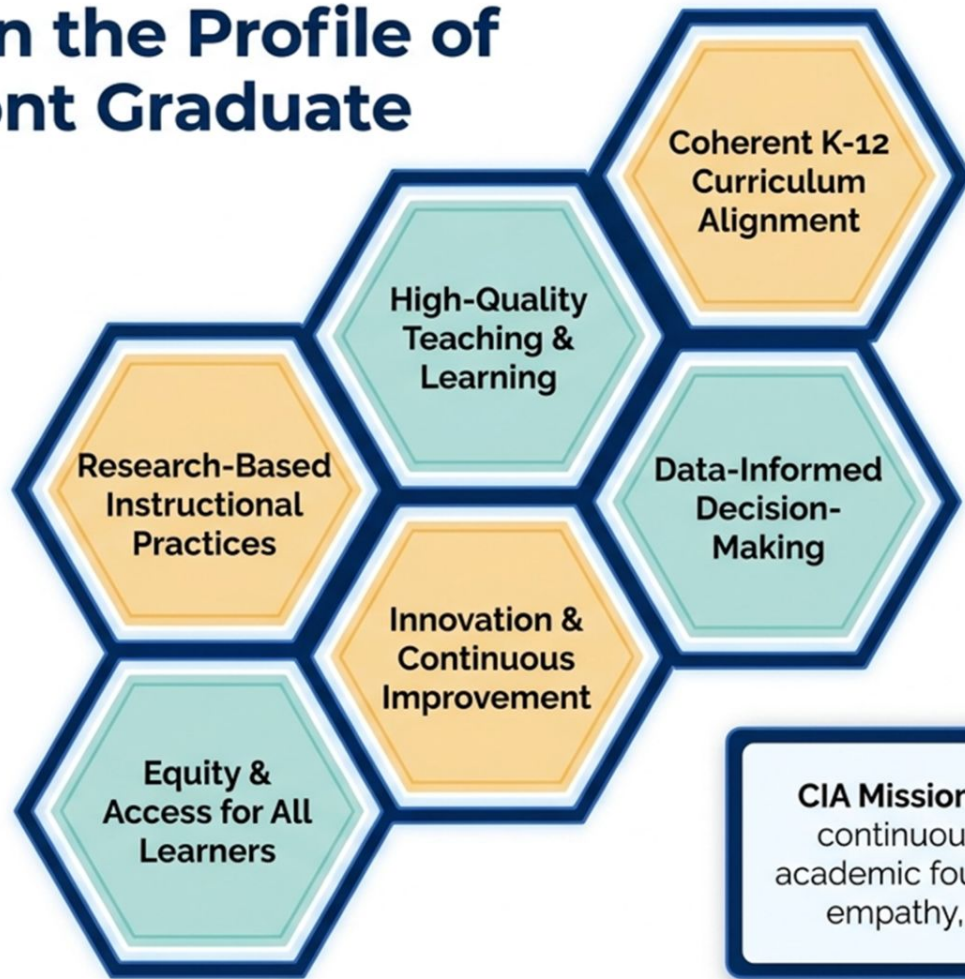 n the Profile of
nt Graduate
Coherent K-12
Curriculum
Alignment
High-Quality
Teaching &
Learning
Research-Based
Instructional
Practices
Data-Informed
Decision-
Making
Innovation &
Continuous
Improvement
Equity &
Access for All
Learners
CIA Mission
continuou
academic fou
empathy,